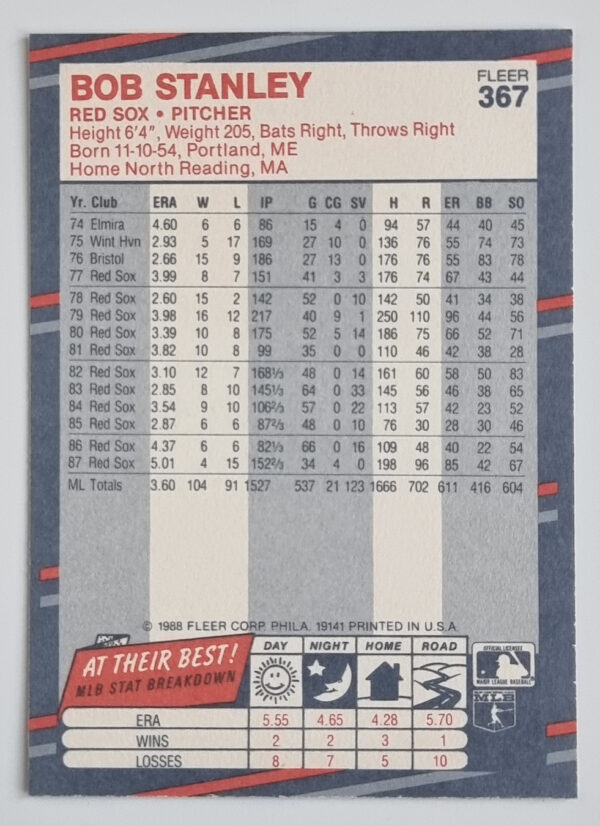 BOB STANLEY
FLEER
367
RED SOX • PITCHER
Height 6'4", Weight 205, Bats Right, Throws Right
Born 11-10-54, Portland, ME
Home North Reading, MA
Yr. Club ERA W L IP G CG SV H R ER BB SO
74 Elmira 4.60 6 6 86 15 4 0 94 57 44 40 45
75 Wint Hvn 2.93 5 17 169 27 10 0 136 76 55 74 73
76 Bristol 2.66 15 9 186 27 13 0 176 76 55 83 78
77 Red Sox 3.99 8 7 151 41 3 3 176 74 67 43 44
78 Red Sox 2.60 15 2 142 52 0 10 142 50 41 34 38
79 Red Sox 3.98 16 12 217 40 9 1 250 110 96 44 56
80 Red Sox 3.39 10 8 175 52 5 14 186 75 66 52 71
81 Red Sox 3.82 10 8 99 35 0 0 110 46 42 38 28
82 Red Sox 3.10 12 7 168⅓ 48 0 14 161 60 58 50 83
83 Red Sox 2.85 8 10 145⅓ 64 0 33 145 56 46 38 65
84 Red Sox 3.54 9 10 106⅔ 57 0 22 113 57 42 23 52
85 Red Sox 2.87 6 6 87⅔ 48 0 10 76 30 28 30 46
86 Red Sox 4.37 6 6 82⅓ 66 0 16 109 48 40 22 54
87 Red Sox 5.01 4 15 152⅔ 34 4 0 198 96 85 42 67
ML Totals 3.60 104 91 1527 537 21 123 1666 702 611 416 604
© 1988 FLEER CORP. PHILA. 19141 PRINTED IN U.S.A.
AT THEIR BEST!
MLB STAT BREAKDOWN
DAY NIGHT HOME ROAD
OFFICIAL LICENSEE
MAJOR LEAGUE BASEBALL
MLB
ERA 5.55 4.65 4.28 5.70
WINS 2 2 3 1
LOSSES 8 7 5 10